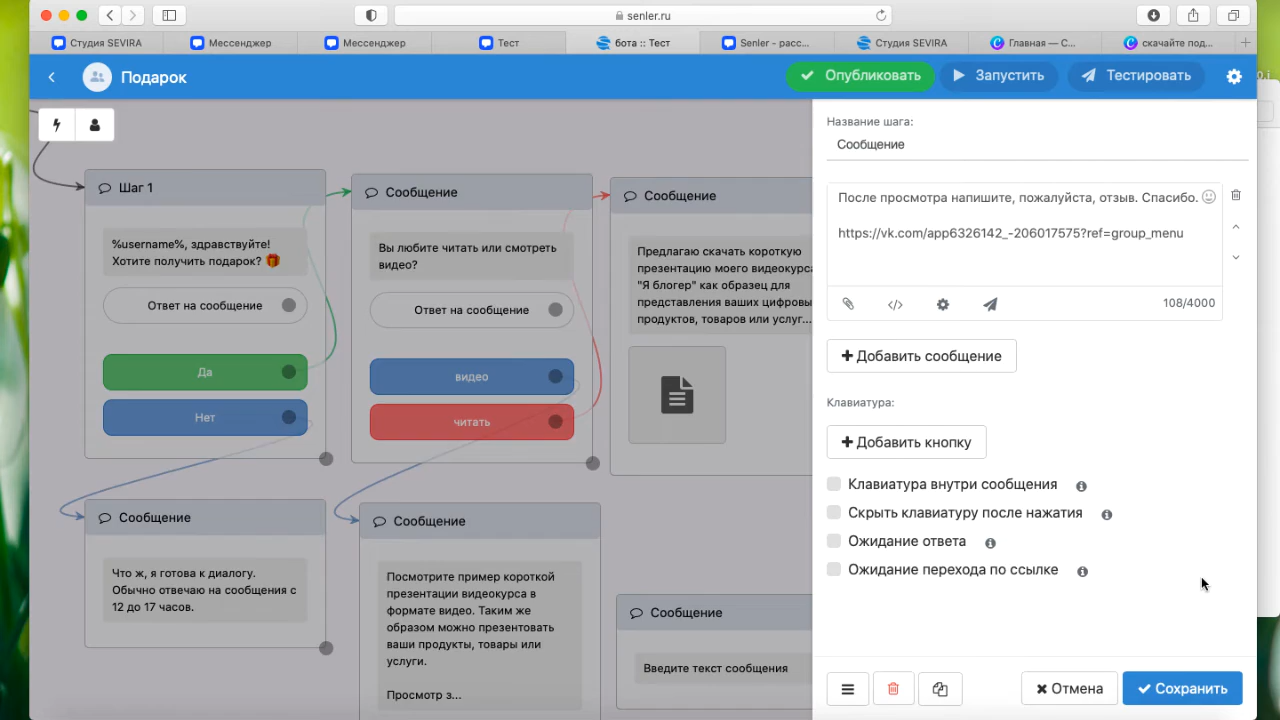 senler.ru
Студия SEVIRA
Мессенджер
Мессенджер
Тест
бота :: Тест
Senler - расс...
Студия SEVIRA
Главная — C...
скачайте под...
Подарок
Опубликовать
Запустить
Тестировать
Шаг 1
%username%, здравствуйте!
Хотите получить подарок? 🎁
Ответ на сообщение
Да
Нет
Сообщение
Вы любите читать или смотреть
видео?
Ответ на сообщение
видео
читать
Сообщение
Предлагаю скачать короткую
презентацию моего видеокурса
"Я блогер" как образец для
представления ваших цифровы
продуктов, товаров или услуг...
Сообщение
Что ж, я готова к диалогу.
Обычно отвечаю на сообщения с
12 до 17 часов.
Сообщение
Посмотрите пример короткой
презентации видеокурса в
формате видео. Таким же
образом можно презентовать
ваши продукты, товары или
услуги.
Просмотр з...
Сообщение
Введите текст сообщения
Название шага:
Сообщение
После просмотра напишите, пожалуйста, отзыв. Спасибо.
https://vk.com/app6326142_-206017575?ref=group_menu
108/4000
+ Добавить сообщение
Клавиатура:
+ Добавить кнопку
Клавиатура внутри сообщения
Скрыть клавиатуру после нажатия
Ожидание ответа
Ожидание перехода по ссылке
Отмена
Сохранить